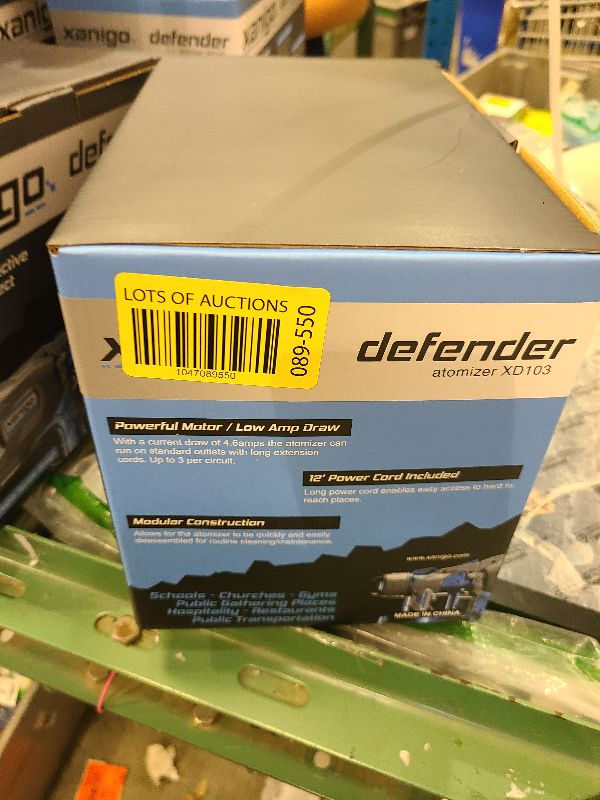 xanigo
xanigo defender
defe
go
ctive
ect
LOTS OF AUCTIONS
1047089550
089-550
defender
atomizer XD103
Powerful Motor / Low Amp Draw
With a current draw of 4.6amps the atomizer can
run on standard outlets with long extension
cords. Up to 3 per circuit.
12' Power Cord Included
Long power cord enables easy access to hard to
reach places.
Modular Construction
Allows for the atomizer to be quickly and easily
disassembled for routine cleaning/maintenance.
www.xanigo.com
Schools - Churches - Gyms
Public Gathering Places
Hospitality - Restaurants
Public Transportation
MADE IN CHINA